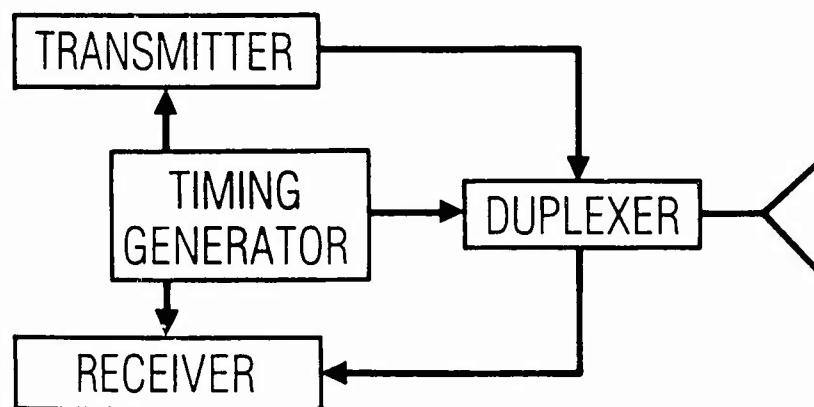 TRANSMITTER
TIMING
GENERATOR
DUPLEXER
RECEIVER